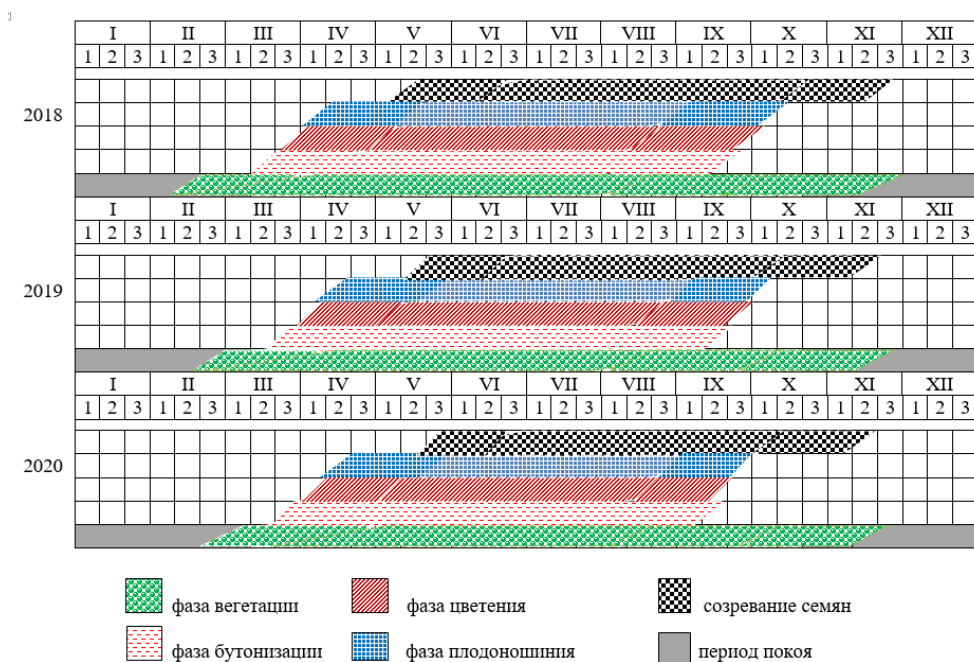 I II III IV V VI VII VIII IX X XI XII
1 2 3 1 2 3 1 2 3 1 2 3 1 2 3 1 2 3 1 2 3 1 2 3 1 2 3 1 2 3 1 2 3 1 2 3
2018
I II III IV V VI VII VIII IX X XI XII
1 2 3 1 2 3 1 2 3 1 2 3 1 2 3 1 2 3 1 2 3 1 2 3 1 2 3 1 2 3 1 2 3 1 2 3
2019
I II III IV V VI VII VIII IX X XI XII
1 2 3 1 2 3 1 2 3 1 2 3 1 2 3 1 2 3 1 2 3 1 2 3 1 2 3 1 2 3 1 2 3 1 2 3
2020
фаза вегетации фаза цветения созревание семян
фаза бутонизации фаза плодоношиния период покоя